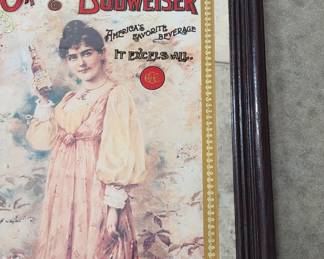 & BUDWEISER
AMERICA'S
FAVORITE
BEVERAGE
IT EXCELS ALL.